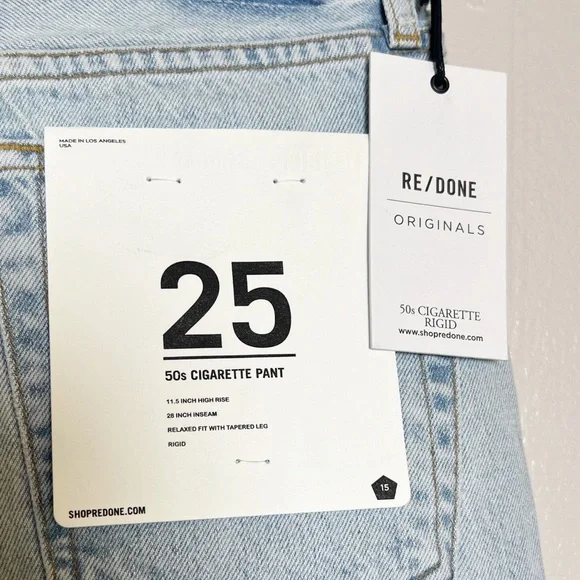 MADE IN LOS ANGELES
USA
25
50s CIGARETTE PANT
11.5 INCH HIGH RISE
28 INCH INSEAM
RELAXED FIT WITH TAPERED LEG
RIGID
15
SHOPREDONE.COM
RE/DONE
ORIGINALS
50s CIGARETTE
RIGID
www.shopredone.com